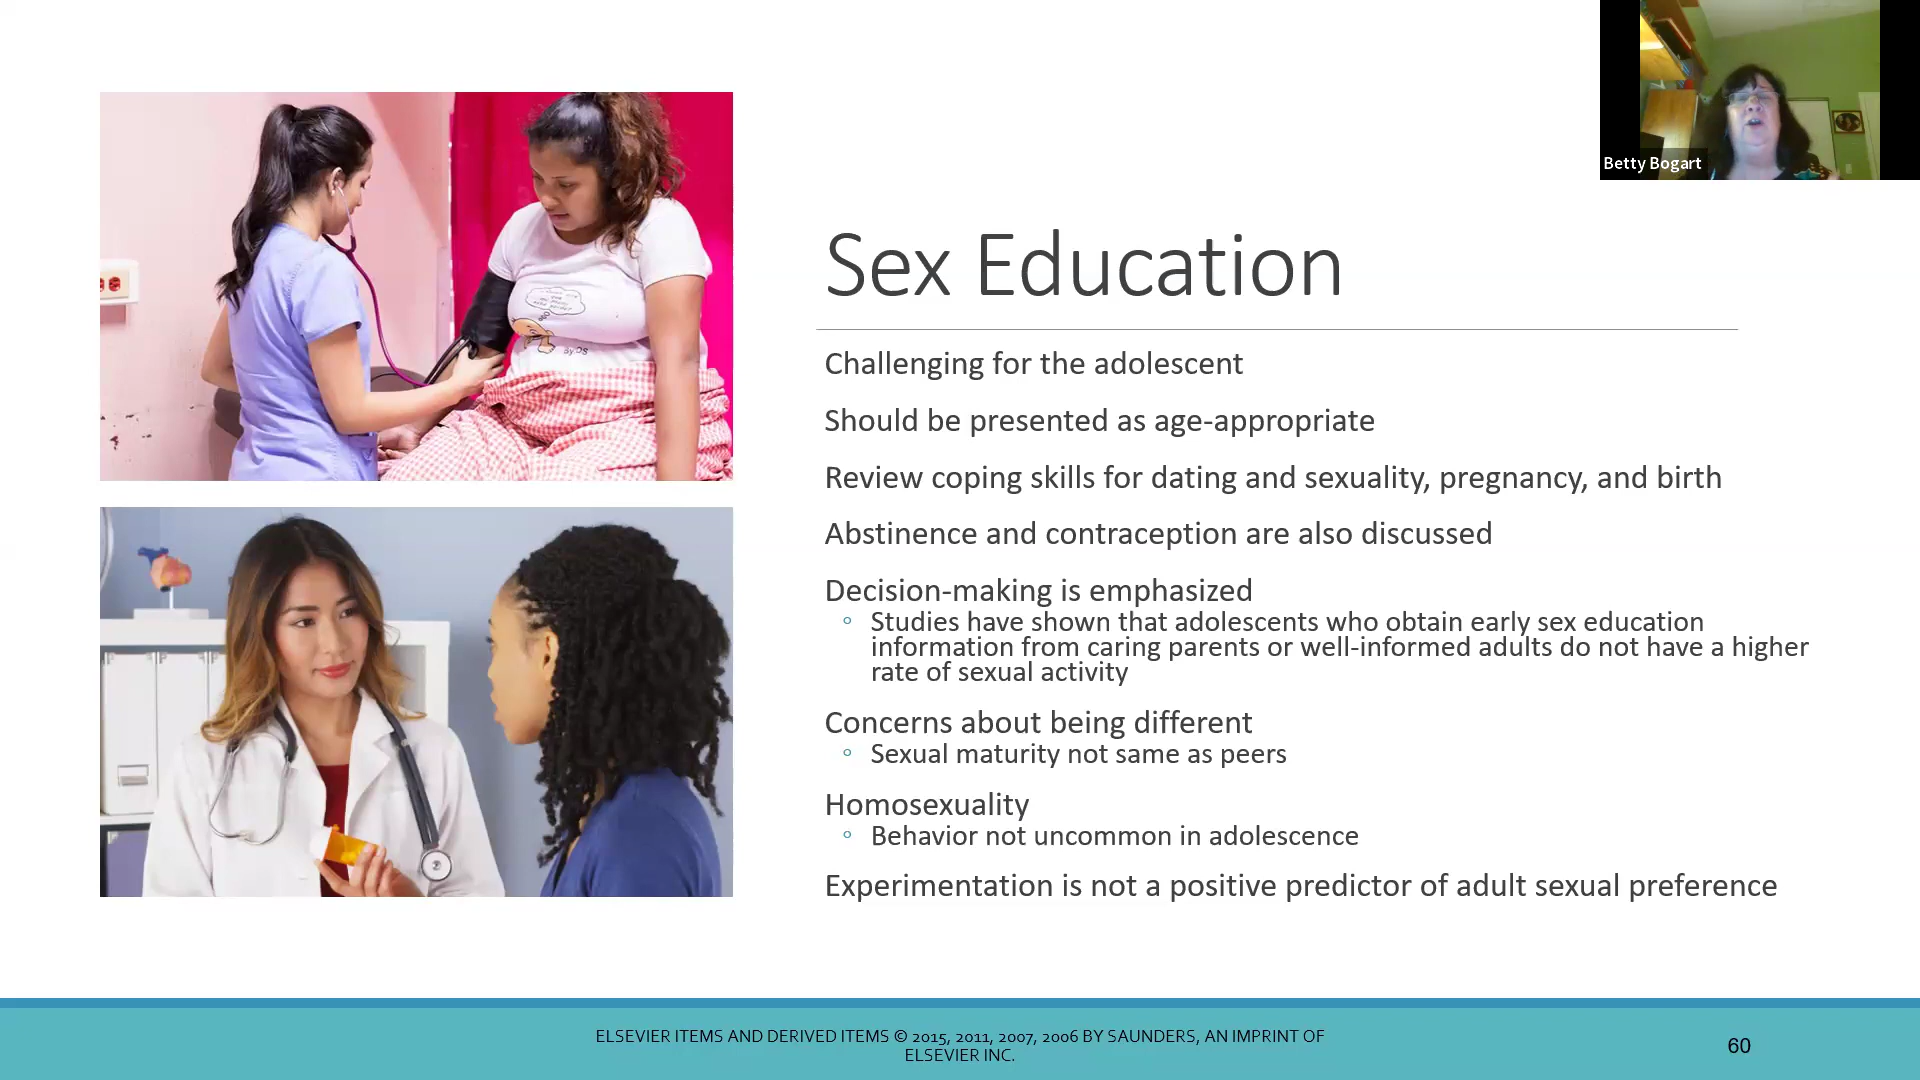 Betty Bogart
Sex Education
Challenging for the adolescent
Should be presented as age-appropriate
Review coping skills for dating and sexuality, pregnancy, and birth
Abstinence and contraception are also discussed
Decision-making is emphasized
◦ Studies have shown that adolescents who obtain early sex education
information from caring parents or well-informed adults do not have a higher
rate of sexual activity
Concerns about being different
◦ Sexual maturity not same as peers
Homosexuality
◦ Behavior not uncommon in adolescence
Experimentation is not a positive predictor of adult sexual preference
By:DS
ELSEVIER ITEMS AND DERIVED ITEMS © 2015, 2011, 2007, 2006 BY SAUNDERS, AN IMPRINT OF
ELSEVIER INC.
60